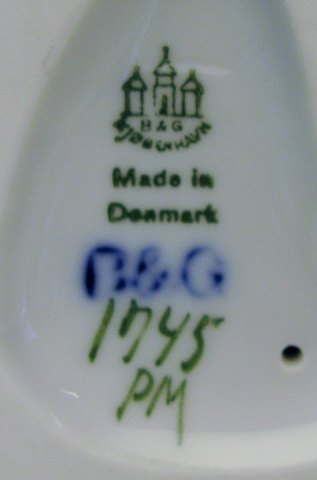 B&G
KJØBENHAVN
Made in
Denmark
B&G
1745
PM